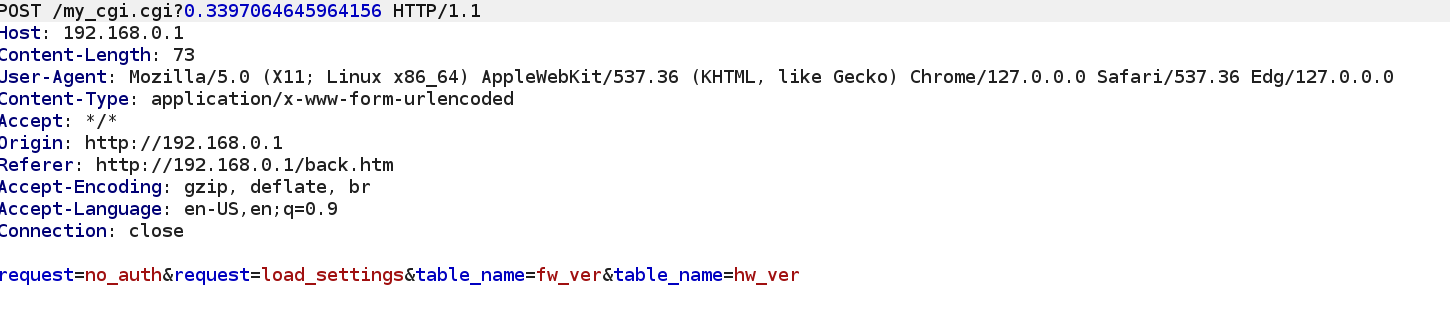 POST /my_cgi.cgi?0.3397064645964156 HTTP/1.1
Host: 192.168.0.1
Content-Length: 73
User-Agent: Mozilla/5.0 (X11; Linux x86_64) AppleWebKit/537.36 (KHTML, like Gecko) Chrome/127.0.0.0 Safari/537.36 Edg/127.0.0.0
Content-Type: application/x-www-form-urlencoded
Accept: */*
Origin: http://192.168.0.1
Referer: http://192.168.0.1/back.htm
Accept-Encoding: gzip, deflate, br
Accept-Language: en-US,en;q=0.9
Connection: close
request=no_auth&request=load_settings&table_name=fw_ver&table_name=hw_ver